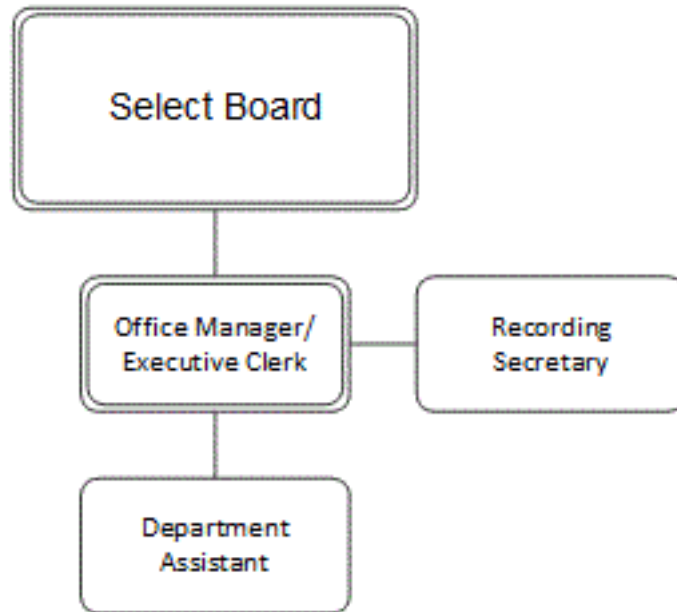 Select Board
Office Manager/
Executive Clerk
Recording
Secretary
Department
Assistant